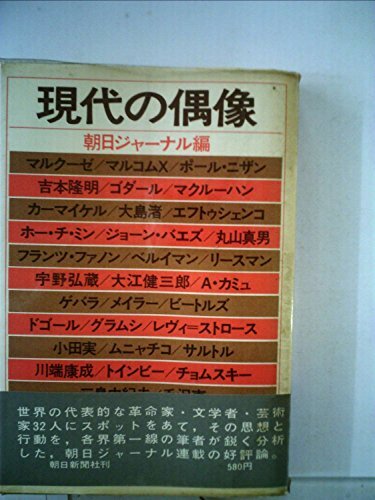 現代の偶像
朝日ジャーナル編
マルクーゼ/マルコムX/ポール・ニザン
吉本隆明/ゴダール/マクルーハン
カーマイケル/大島渚/エフトゥシェンコ
ホー・チ・ミン/ジョーン・バエズ/丸山真男
フランツ・ファノン/ベルイマン/リースマン
宇野弘蔵/大江健三郎/A・カミュ
ゲバラ/メイラー/ビートルズ
ドゴール/グラムシ/レヴィ=ストロース
小田実/ムニャチコ/サルトル
川端康成/トインビー/チョムスキー
世界の代表的な革命家・文学者・芸術
家32人にスポットをあて,その思想と
行動を,各界第一線の筆者が鋭く分析
した,朝日ジャーナル連載の好評論。
朝日新聞社刊 580円